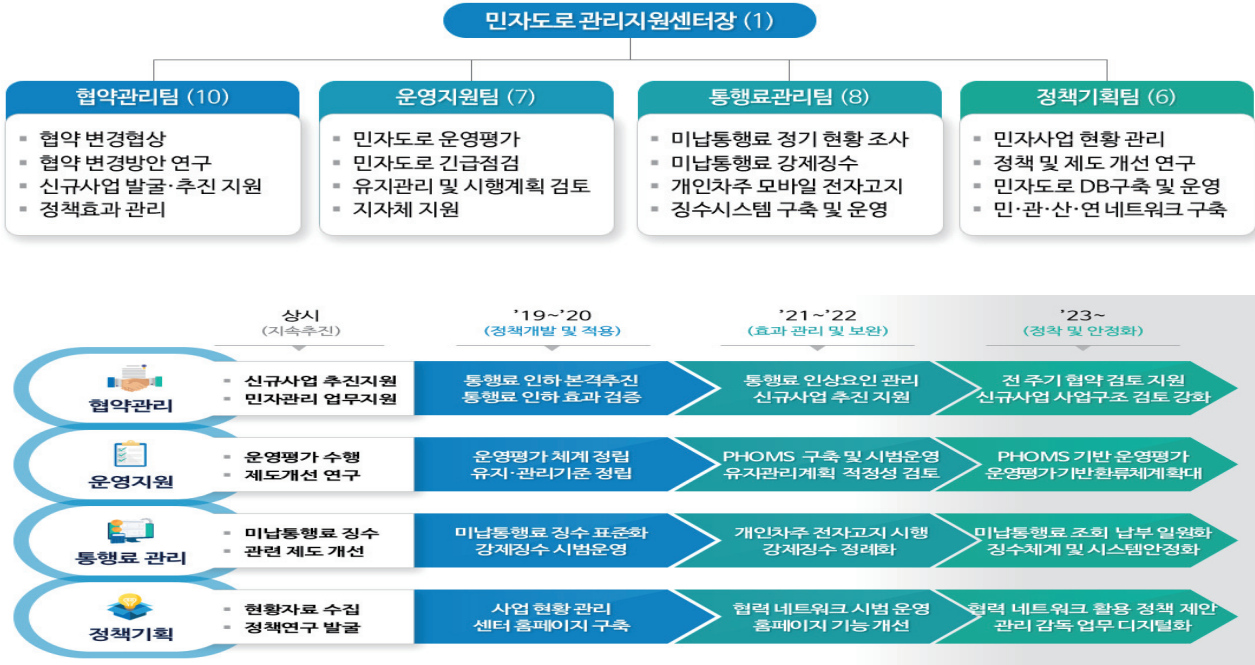 민자도로 관리지원센터장 (1)
협약관리팀 (10)
▪ 협약 변경협상
▪ 협약 변경방안 연구
▪ 신규사업 발굴·추진 지원
▪ 정책효과 관리
운영지원팀 (7)
▪ 민자도로 운영평가
▪ 민자도로 긴급점검
▪ 유지관리 및 시행계획 검토
▪ 지자체 지원
통행료관리팀 (8)
▪ 미납통행료 정기 현황 조사
▪ 미납통행료 강제징수
▪ 개인차주 모바일 전자고지
▪ 징수시스템 구축 및 운영
정책기획팀 (6)
▪ 민자사업 현황 관리
▪ 정책 및 제도 개선 연구
▪ 민자도로 DB구축 및 운영
▪ 민·관·산·연 네트워크 구축
상시
(지속추진)
’19~’20
(정책개발 및 적용)
’21~’22
(효과 관리 및 보완)
’23~
(정착 및 안정화)
협약관리
▪ 신규사업 추진지원
▪ 민자관리 업무지원
통행료 인하 본격추진
통행료 인하 효과 검증
통행료 인상요인 관리
신규사업 추진 지원
전 주기 협약 검토 지원
신규사업 사업구조 검토 강화
운영지원
▪ 운영평가 수행
▪ 제도개선 연구
운영평가 체계 정립
유지·관리기준 정립
PHOMS 구축 및 시범운영
유지관리계획 적정성 검토
PHOMS 기반 운영평가
운영평가기반환류체계확대
통행료 관리
▪ 미납통행료 징수
▪ 관련 제도 개선
미납통행료 징수 표준화
강제징수 시범운영
개인차주 전자고지 시행
강제징수 정례화
미납통행료 조회 납부 일원화
징수체계 및 시스템안정화
정책기획
▪ 현황자료 수집
▪ 정책연구 발굴
사업 현황 관리
센터 홈페이지 구축
협력 네트워크 시범 운영
홈페이지 기능 개선
협력 네트워크 활용 정책 제안
관리 감독 업무 디지털화